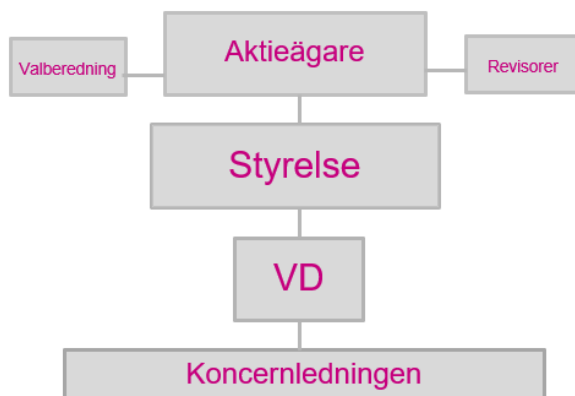 Valberedning
Aktieägare
Revisorer
Styrelse
VD
Koncernledningen